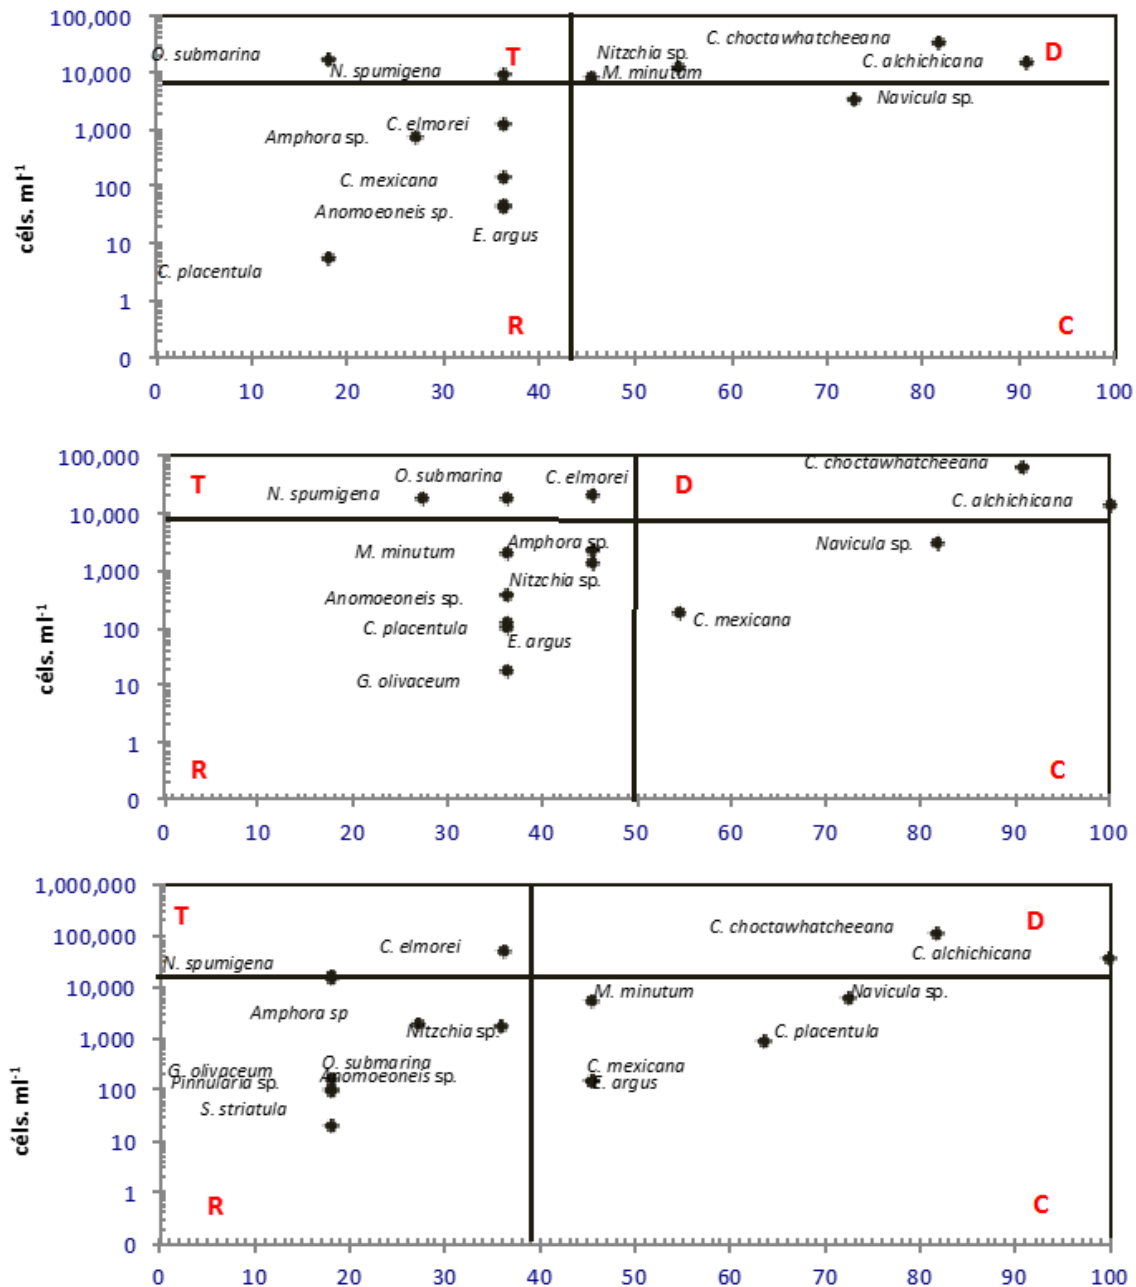 100,000
O. submarina
T
Nitzchia sp.
C. choctawhatcheeana
D
10,000
N. spumigena
M. minutum
C. alchichicana
Navicula sp.
1,000
Amphora sp.
C. elmorei
100
C. mexicana
Anomoeoneis sp.
E. argus
10
C. placentula
1
R
C
0
céls. ml-1
0 10 20 30 40 50 60 70 80 90 100
100,000
T
N. spumigena
O. submarina
C. elmorei
D
C. choctawhatcheeana
C. alchichicana
10,000
M. minutum
Amphora sp.
Navicula sp.
1,000
Nitzchia sp.
Anomoeoneis sp.
C. mexicana
100
C. placentula
E. argus
10
G. olivaceum
1
R
C
0
céls. ml-1
0 10 20 30 40 50 60 70 80 90 100
1,000,000
T
C. choctawhatcheeana
D
100,000
C. elmorei
C. alchichicana
N. spumigena
10,000
M. minutum
Navicula sp.
Amphora sp
Nitzchia sp.
C. placentula
1,000
G. olivaceum
O. submarina
C. mexicana
100
Pinnularia sp.
Anomoeoneis sp.
E. argus
S. striatula
10
1
R
C
0
céls. ml-1
0 10 20 30 40 50 60 70 80 90 100